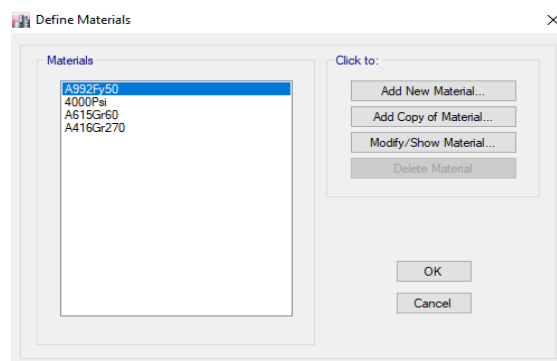 Define Materials
Materials
A992Fy50
4000Psi
A615Gr60
A416Gr270
Click to:
Add New Material...
Add Copy of Material...
Modify/Show Material...
Delete Material
OK
Cancel